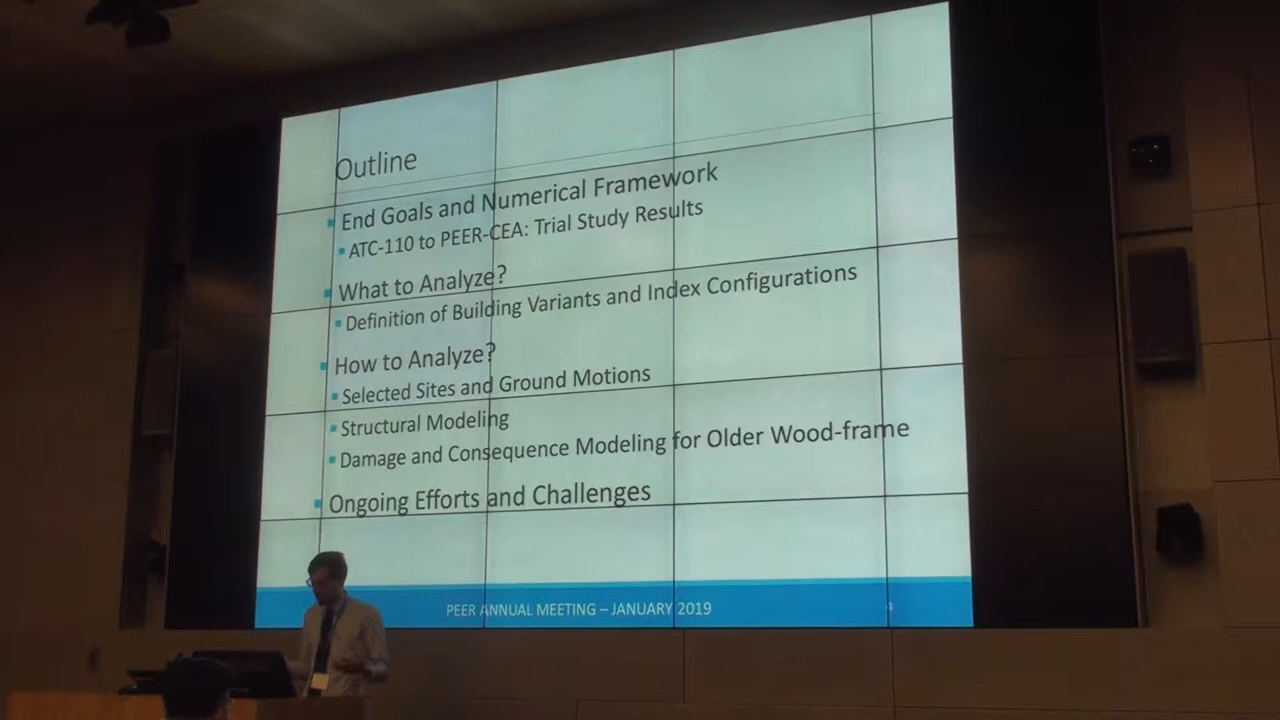 Outline
End Goals and Numerical Framework
ATC-110 to PEER-CEA: Trial Study Results
What to Analyze?
Definition of Building Variants and Index Configurations
How to Analyze?
Selected Sites and Ground Motions
Structural Modeling
Damage and Consequence Modeling for Older Wood-frame
Ongoing Efforts and Challenges
PEER ANNUAL MEETING – JANUARY 2019
4